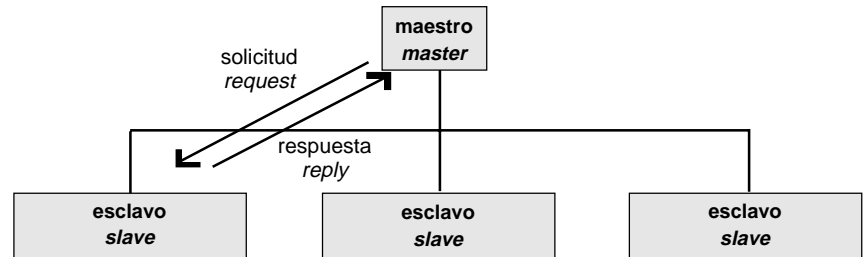 maestro
master
solicitud
request
respuesta
reply
esclavo
slave
esclavo
slave
esclavo
slave